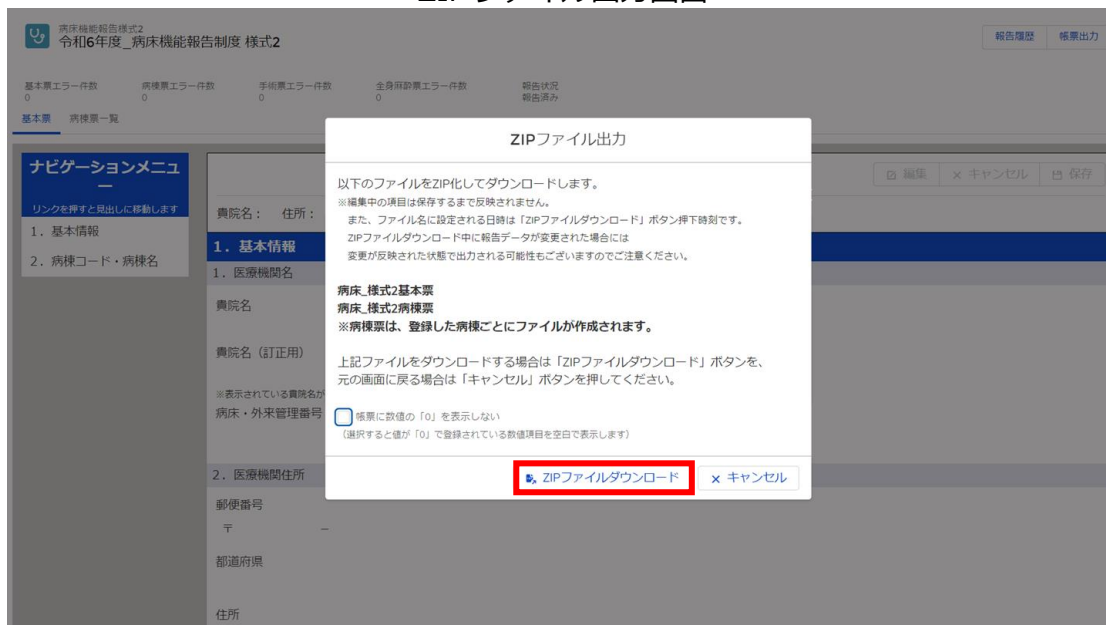 病床機能報告様式2
令和6年度_病床機能報告制度 様式2
報告履歴 帳票出力
基本票エラー件数 病棟票エラー件数 手術票エラー件数 全身麻酔票エラー件数 報告状況
0 0 0 0 報告済み
基本票 病棟票一覧
ナビゲーションメニュ
ー
リンクを押すと見出しに移動します
1. 基本情報
2. 病棟コード・病棟名
編集 × キャンセル 保存
貴院名: 住所:
1. 基本情報
1. 医療機関名
貴院名
貴院名(訂正用)
※表示されている貴院名が
病床・外来管理番号
2. 医療機関住所
郵便番号
〒 −
都道府県
住所
ZIPファイル出力
以下のファイルをZIP化してダウンロードします。
※編集中の項目は保存するまで反映されません。
また、ファイル名に設定される日時は「ZIPファイルダウンロード」ボタン押下時刻です。
ZIPファイルダウンロード中に報告データが変更された場合には
変更が反映された状態で出力される可能性もございますのでご注意ください。
病床_様式2基本票
病床_様式2病棟票
※病棟票は、登録した病棟ごとにファイルが作成されます。
上記ファイルをダウンロードする場合は「ZIPファイルダウンロード」ボタンを、
元の画面に戻る場合は「キャンセル」ボタンを押してください。
帳票に数値の「0」を表示しない
(選択すると値が「0」で登録されている数値項目を空白で表示します)
ZIPファイルダウンロード × キャンセル